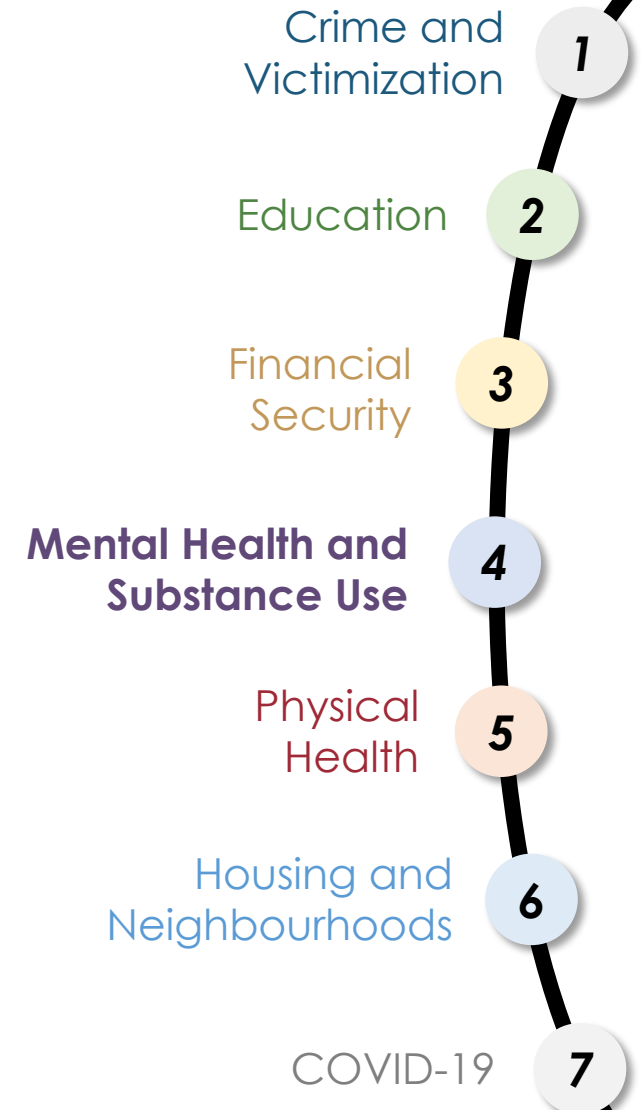 Crime and
Victimization
1
Education
2
Financial
Security
3
Mental Health and
Substance Use
4
Physical
Health
5
Housing and
Neighbourhoods
6
COVID-19
7